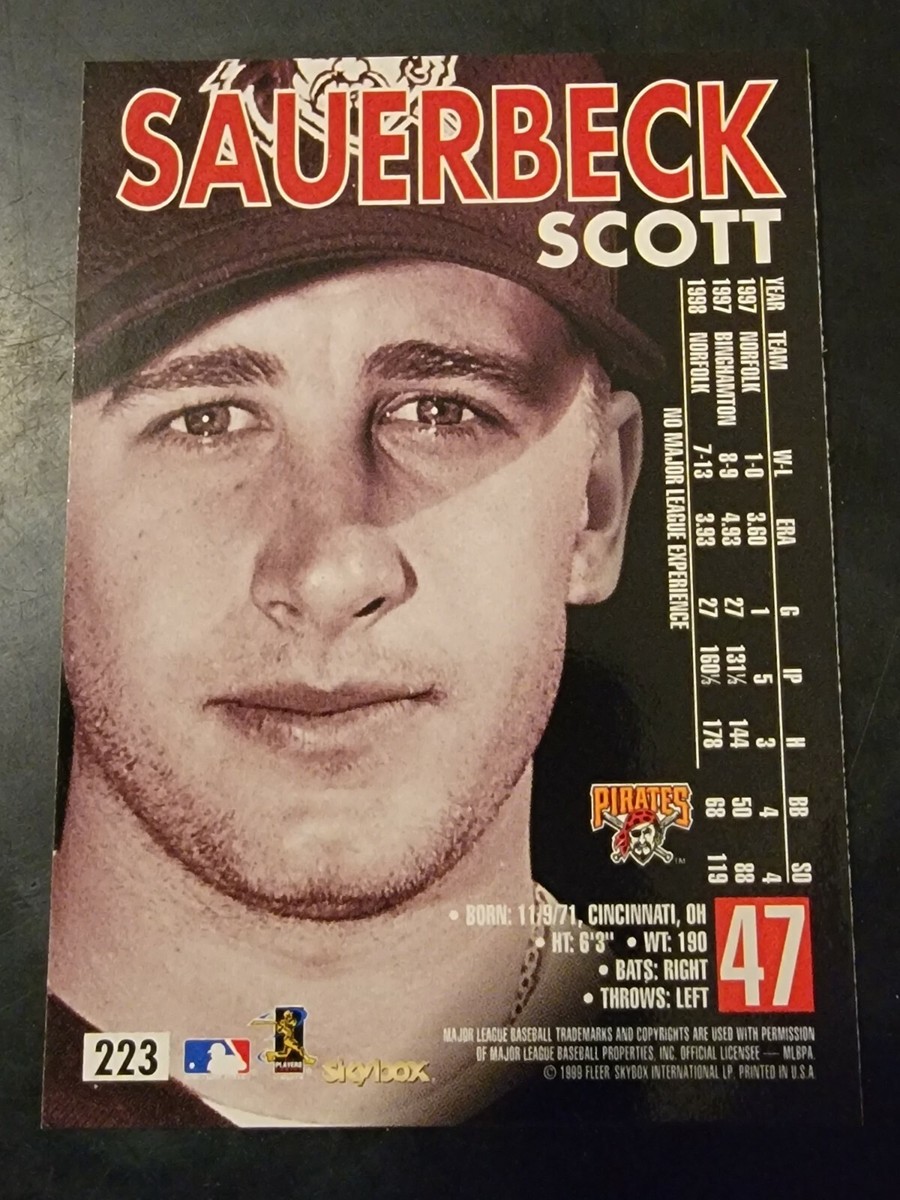 SAUERBECK
SCOTT
YEAR TEAM W-L ERA G IP H BB SO
1997 NORFOLK 1-0 3.60 1 5 3 4 4
1997 BINGHAMTON 8-9 4.93 27 131⅓ 144 50 88
1998 NORFOLK 7-13 3.93 27 160⅓ 178 68 119
NO MAJOR LEAGUE EXPERIENCE
PIRATES
TM
• BORN: 11/9/71, CINCINNATI, OH
• HT: 6'3" • WT: 190
• BATS: RIGHT
• THROWS: LEFT
47
MAJOR LEAGUE BASEBALL TRADEMARKS AND COPYRIGHTS ARE USED WITH PERMISSION
OF MAJOR LEAGUE BASEBALL PROPERTIES, INC. OFFICIAL LICENSEE — MLBPA.
© 1999 FLEER SKYBOX INTERNATIONAL LP. PRINTED IN U.S.A.
223
PLAYERS
skybox